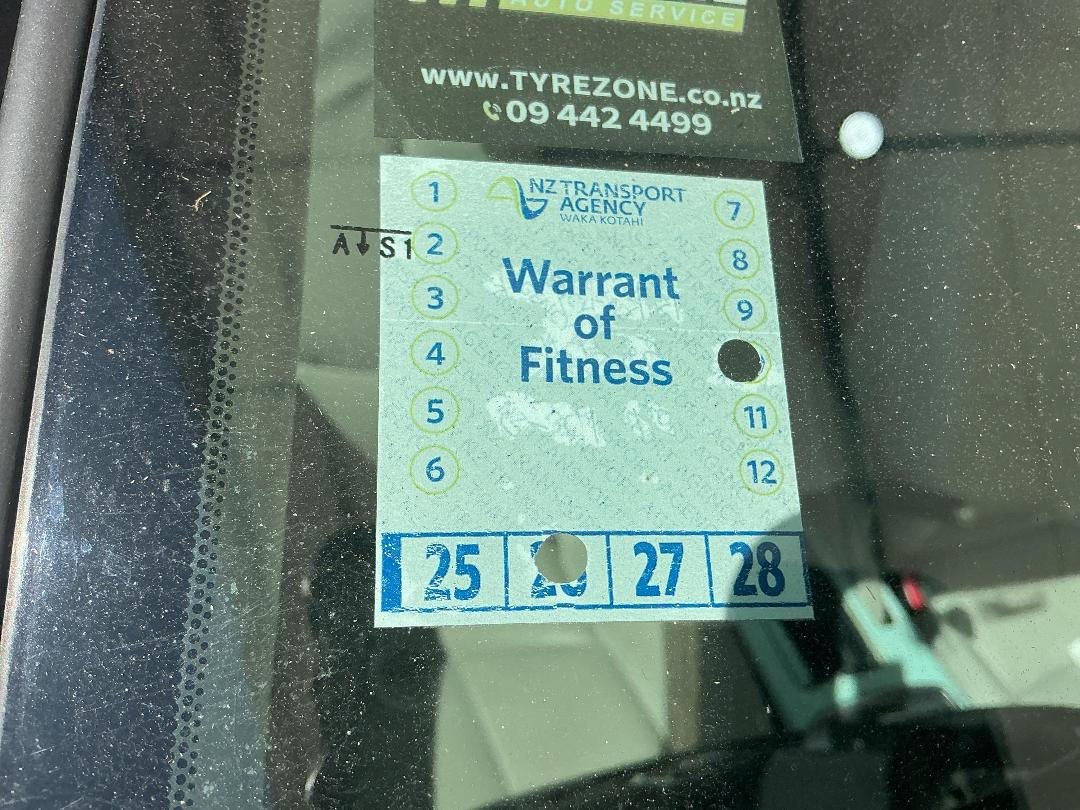 AUTO SERVICE
www.TYREZONE.co.nz
09 442 4499
NZ TRANSPORT
AGENCY
WAKA KOTAHI
1
7
A↓S1
2
8
Warrant
of
Fitness
3
9
4
5
11
6
12
25
27
28